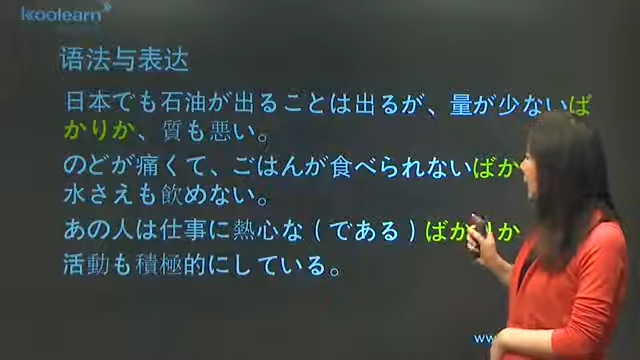 koolearn
语法与表达
日本でも石油が出ることは出るが、量が少ないば
かりか、質も悪い。
のどが痛くて、ごはんが食べられないばか
水さえも飲めない。
あの人は仕事に熱心な(である)ばかりか
活動も積極的にしている。
ww